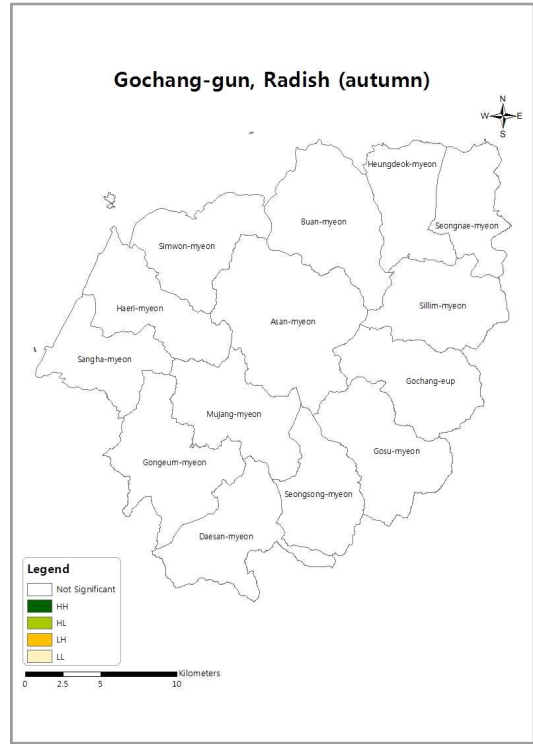 Gochang-gun, Radish (autumn)
N
W E
S
Heungdeok-myeon
Buan-myeon
Seongnae-myeon
Simwon-myeon
Haeri-myeon
Sillim-myeon
Asan-myeon
Sangha-myeon
Gochang-eup
Mujang-myeon
Gosu-myeon
Gongeum-myeon
Seongsong-myeon
Daesan-myeon
Legend
Not Significant
HH
HL
LH
LL
Kilometers
0 2.5 5 10